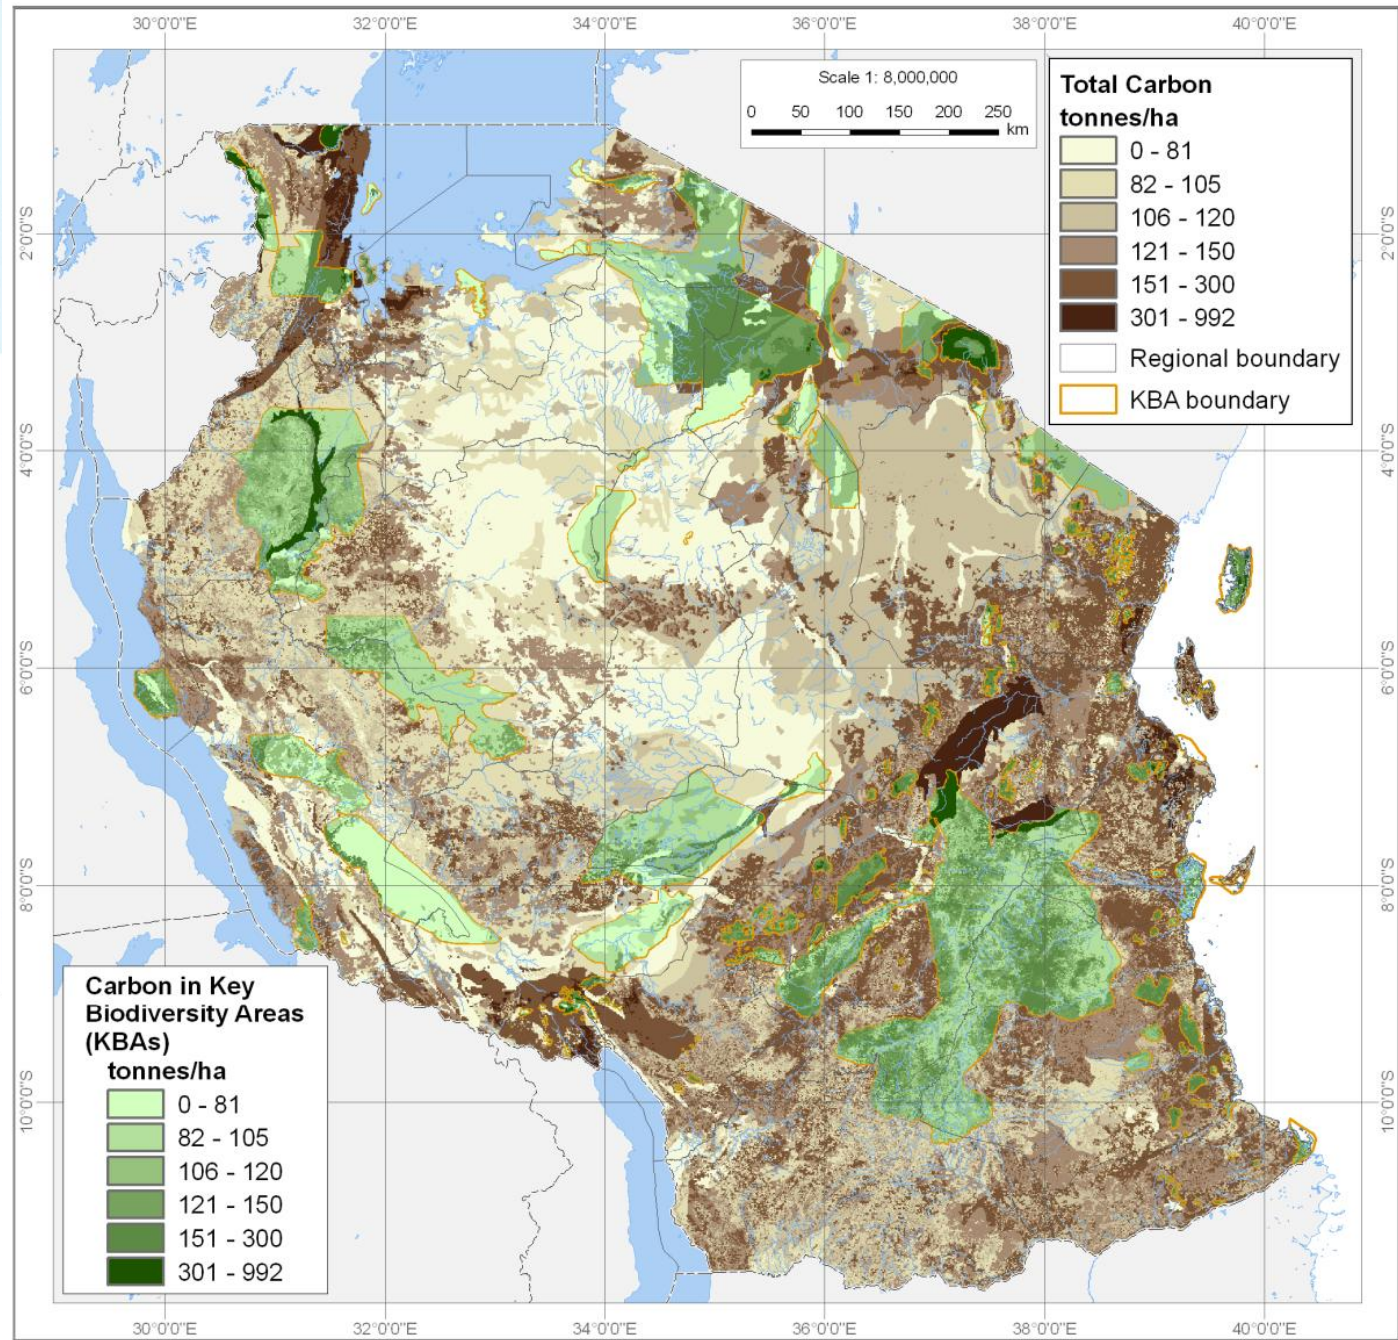 30°0'0"E 32°0'0"E 34°0'0"E 36°0'0"E 38°0'0"E 40°0'0"E
Scale 1: 8,000,000
0 50 100 150 200 250
km
Total Carbon
tonnes/ha
0 - 81
82 - 105
106 - 120
121 - 150
151 - 300
301 - 992
Regional boundary
KBA boundary
2°0'0"S 2°0'0"S
4°0'0"S 4°0'0"S
6°0'0"S 6°0'0"S
8°0'0"S 8°0'0"S
10°0'0"S 10°0'0"S
Carbon in Key
Biodiversity Areas
(KBAs)
tonnes/ha
0 - 81
82 - 105
106 - 120
121 - 150
151 - 300
301 - 992
30°0'0"E 32°0'0"E 34°0'0"E 36°0'0"E 38°0'0"E 40°0'0"E